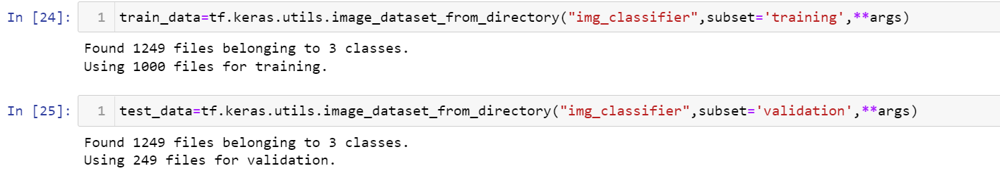 In [24]: 1 train_data=tf.keras.utils.image_dataset_from_directory("img_classifier",subset='training',**args)
Found 1249 files belonging to 3 classes.
Using 1000 files for training.
In [25]: 1 test_data=tf.keras.utils.image_dataset_from_directory("img_classifier",subset='validation',**args)
Found 1249 files belonging to 3 classes.
Using 249 files for validation.